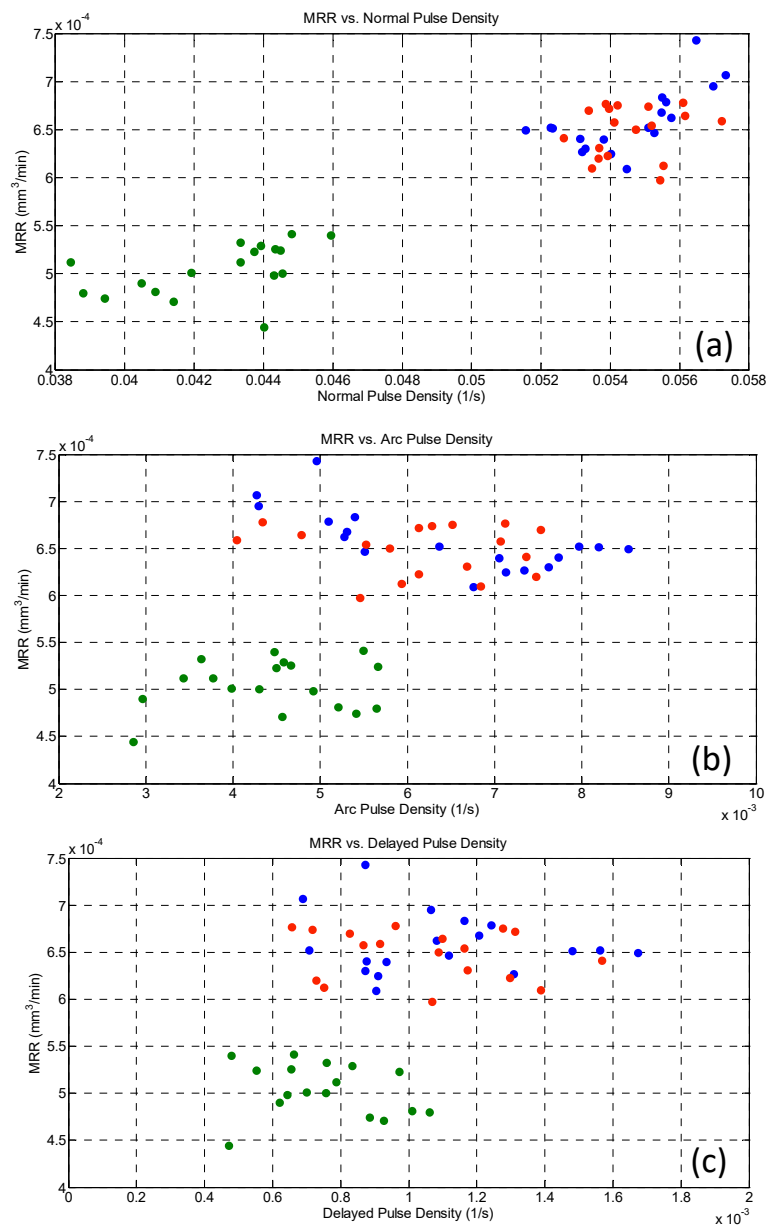 MRR vs. Normal Pulse Density
x 10⁻⁴
7.5
7
6.5
6
5.5
5
4.5
4
MRR (mm³/min)
0.038 0.04 0.042 0.044 0.046 0.048 0.05 0.052 0.054 0.056 0.058
Normal Pulse Density (1/s)
(a)
MRR vs. Arc Pulse Density
x 10⁻⁴
7.5
7
6.5
6
5.5
5
4.5
4
MRR (mm³/min)
2 3 4 5 6 7 8 9 10
Arc Pulse Density (1/s)
x 10⁻³
(b)
MRR vs. Delayed Pulse Density
x 10⁻⁴
7.5
7
6.5
6
5.5
5
4.5
4
MRR (mm³/min)
0 0.2 0.4 0.6 0.8 1 1.2 1.4 1.6 1.8 2
Delayed Pulse Density (1/s)
x 10⁻³
(c)